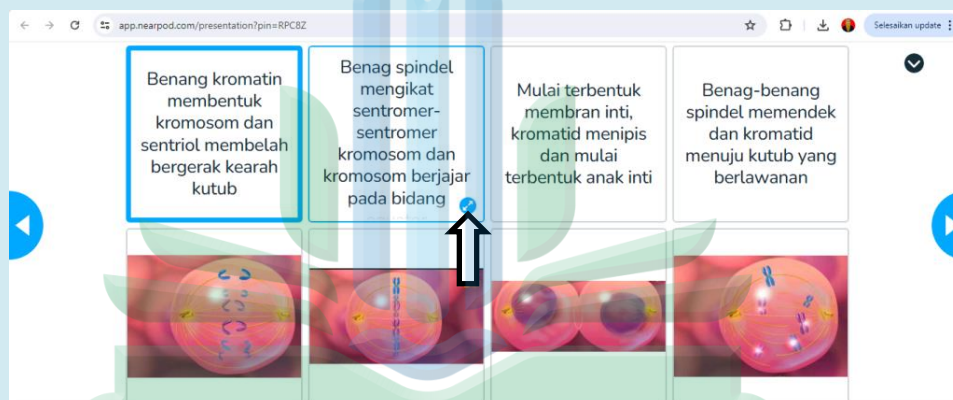 app.nearpod.com/presentation?pin=RPC8Z
Selesaikan update
Benang kromatin
membentuk
kromosom dan
sentriol membelah
bergerak kearah
kutub
Benag spindel
mengikat
sentromer-
sentromer
kromosom dan
kromosom berjajar
pada bidang
Mulai terbentuk
membran inti,
kromatid menipis
dan mulai
terbentuk anak inti
Benag-benang
spindel memendek
dan kromatid
menuju kutub yang
berlawanan